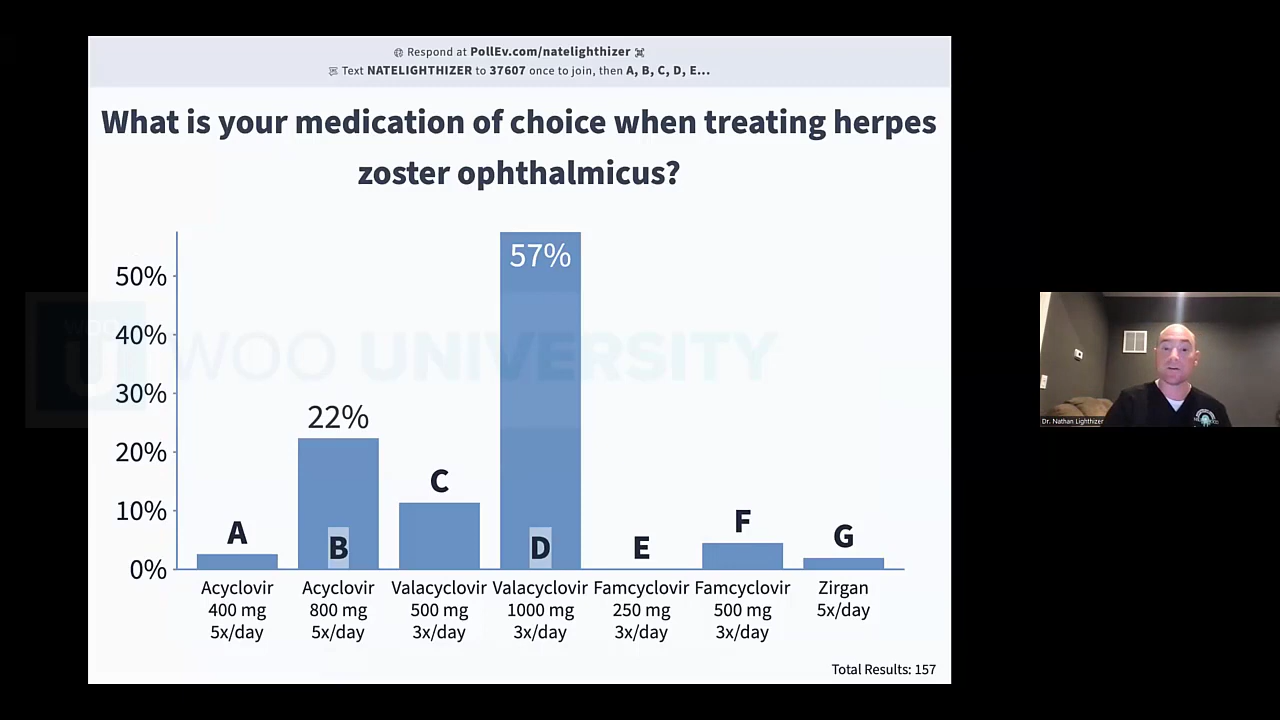 Respond at PollEv.com/natelighthizer
Text NATELIGHTHIZER to 37607 once to join, then A, B, C, D, E...
What is your medication of choice when treating herpes
zoster ophthalmicus?
57%
50%
40%
30%
22%
20%
10%
0%
A
B
C
D
E
F
G
Acyclovir
400 mg
5x/day
Acyclovir
800 mg
5x/day
Valacyclovir
500 mg
3x/day
Valacyclovir
1000 mg
3x/day
Famcyclovir
250 mg
3x/day
Famcyclovir
500 mg
3x/day
Zirgan
5x/day
Total Results: 157
WOO
U
WOO UNIVERSITY
Dr. Nathan Lighthizer